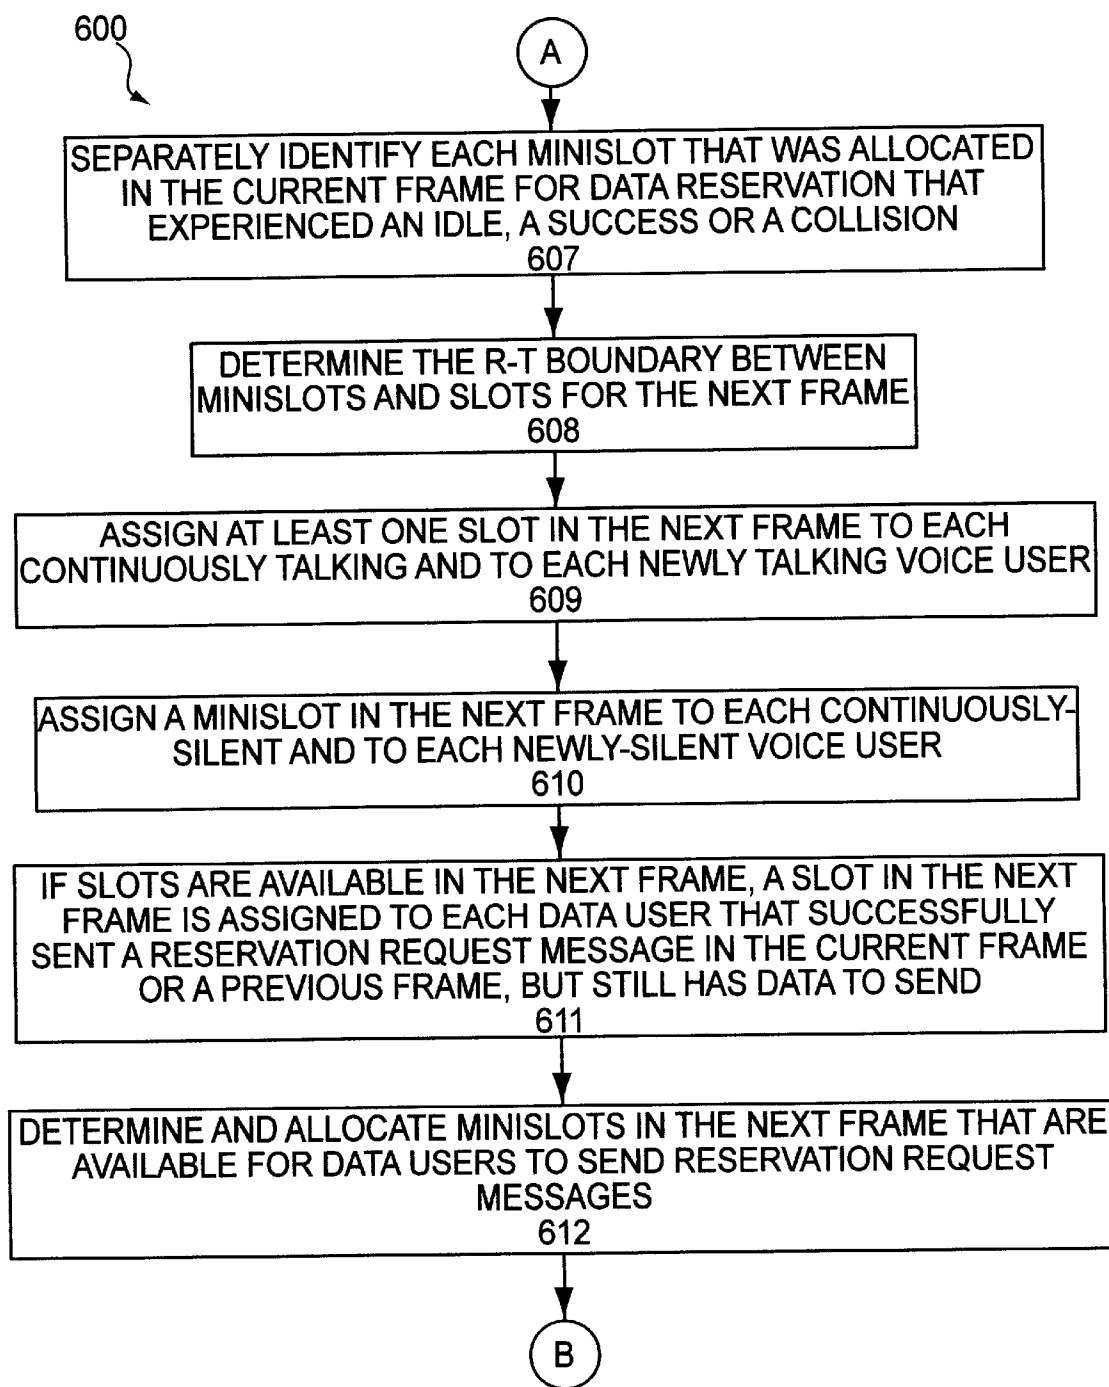 600
A
SEPARATELY IDENTIFY EACH MINISLOT THAT WAS ALLOCATED
IN THE CURRENT FRAME FOR DATA RESERVATION THAT
EXPERIENCED AN IDLE, A SUCCESS OR A COLLISION
607
DETERMINE THE R-T BOUNDARY BETWEEN
MINISLOTS AND SLOTS FOR THE NEXT FRAME
608
ASSIGN AT LEAST ONE SLOT IN THE NEXT FRAME TO EACH
CONTINUOUSLY TALKING AND TO EACH NEWLY TALKING VOICE USER
609
ASSIGN A MINISLOT IN THE NEXT FRAME TO EACH CONTINUOUSLY-
SILENT AND TO EACH NEWLY-SILENT VOICE USER
610
IF SLOTS ARE AVAILABLE IN THE NEXT FRAME, A SLOT IN THE NEXT
FRAME IS ASSIGNED TO EACH DATA USER THAT SUCCESSFULLY
SENT A RESERVATION REQUEST MESSAGE IN THE CURRENT FRAME
OR A PREVIOUS FRAME, BUT STILL HAS DATA TO SEND
611
DETERMINE AND ALLOCATE MINISLOTS IN THE NEXT FRAME THAT ARE
AVAILABLE FOR DATA USERS TO SEND RESERVATION REQUEST
MESSAGES
612
B